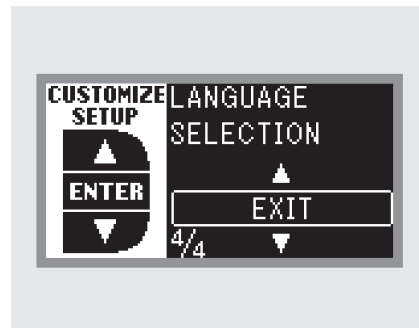 CUSTOMIZE
SETUP
ENTER
LANGUAGE
SELECTION
EXIT
4/4